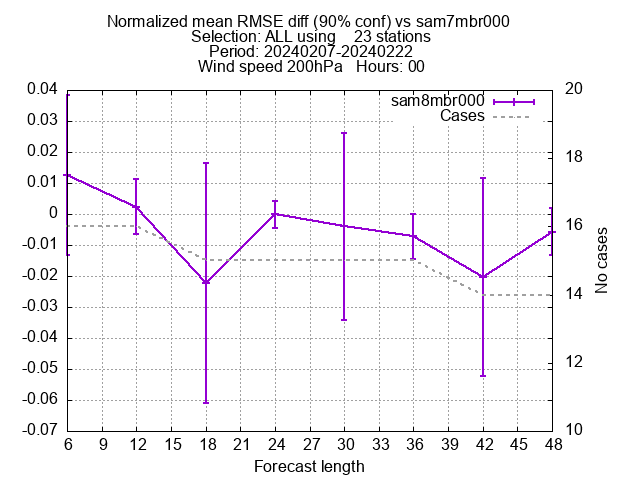 Normalized mean RMSE diff (90% conf) vs sam7mbr000
Selection: ALL using    23 stations
Period: 20240207-20240222
Wind speed 200hPa   Hours: 00
sam8mbr000
Cases
0.04
0.03
0.02
0.01
0
-0.01
-0.02
-0.03
-0.04
-0.05
-0.06
-0.07
20
18
16
14
12
10
No cases
6 9 12 15 18 21 24 27 30 33 36 39 42 45 48
Forecast length